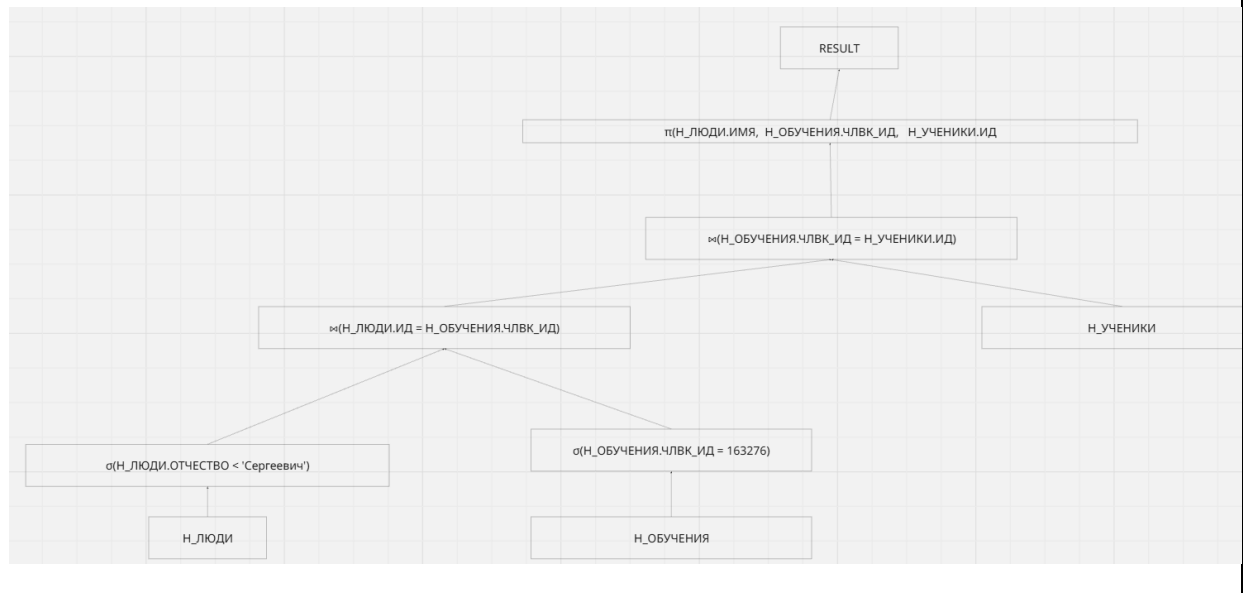 RESULT
π(Н_ЛЮДИ.ИМЯ, Н_ОБУЧЕНИЯ.ЧЛВК_ИД, Н_УЧЕНИКИ.ИД
⋈(Н_ОБУЧЕНИЯ.ЧЛВК_ИД = Н_УЧЕНИКИ.ИД)
⋈(Н_ЛЮДИ.ИД = Н_ОБУЧЕНИЯ.ЧЛВК_ИД)
Н_УЧЕНИКИ
σ(Н_ЛЮДИ.ОТЧЕСТВО < 'Сергеевич')
σ(Н_ОБУЧЕНИЯ.ЧЛВК_ИД = 163276)
Н_ЛЮДИ
Н_ОБУЧЕНИЯ